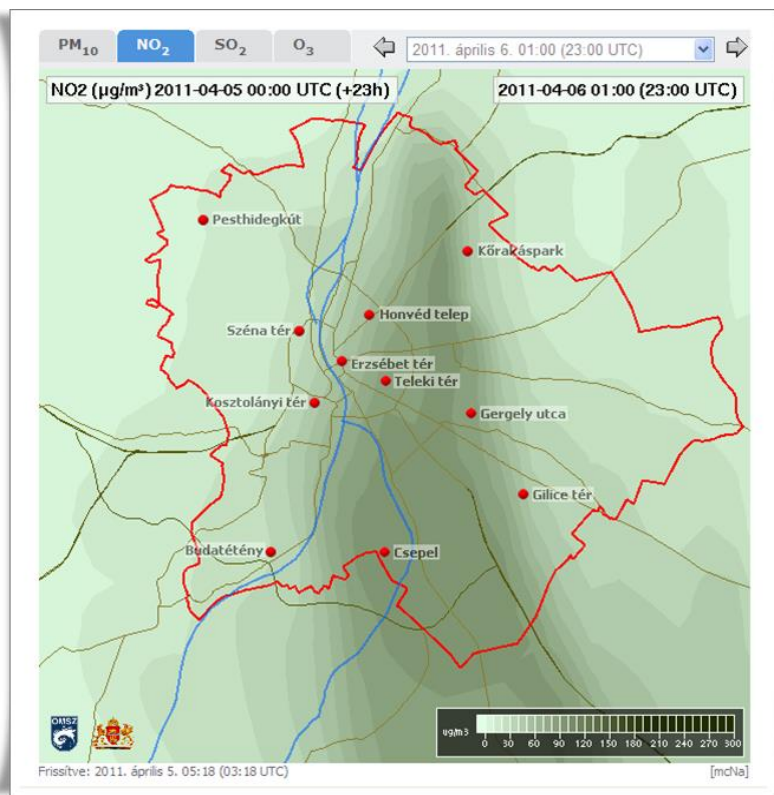 PM10 NO2 SO2 O3 2011. április 6. 01:00 (23:00 UTC)
NO2 (µg/m³) 2011-04-05 00:00 UTC (+23h) 2011-04-06 01:00 (23:00 UTC)
Pesthidegkút
Kőrakáspark
Honvéd telep
Széna tér
Erzsébet tér
Teleki tér
Kosztolányi tér
Gergely utca
Gilice tér
Budatétény
Csepel
OMSZ
ug/m3 0 30 60 90 120 150 180 210 240 270 300
Frissítve: 2011. április 5. 05:18 (03:18 UTC) [mcNa]